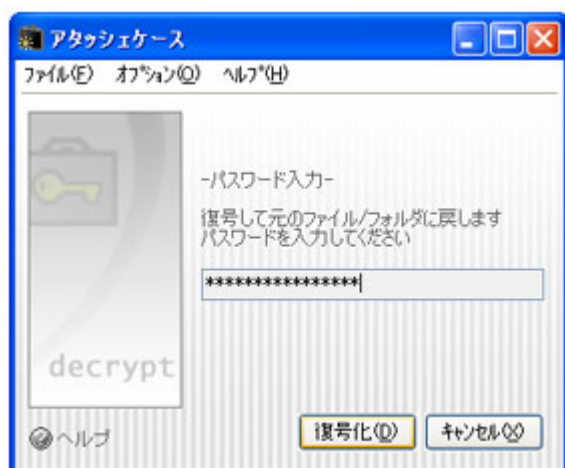 アタッシェケース
ファイル(F) オプション(O) ヘルプ(H)
-パスワード入力-
復号して元のファイル/フォルダに戻します
パスワードを入力してください
****************
decrypt
ヘルプ
復号化(D) キャンセル(X)